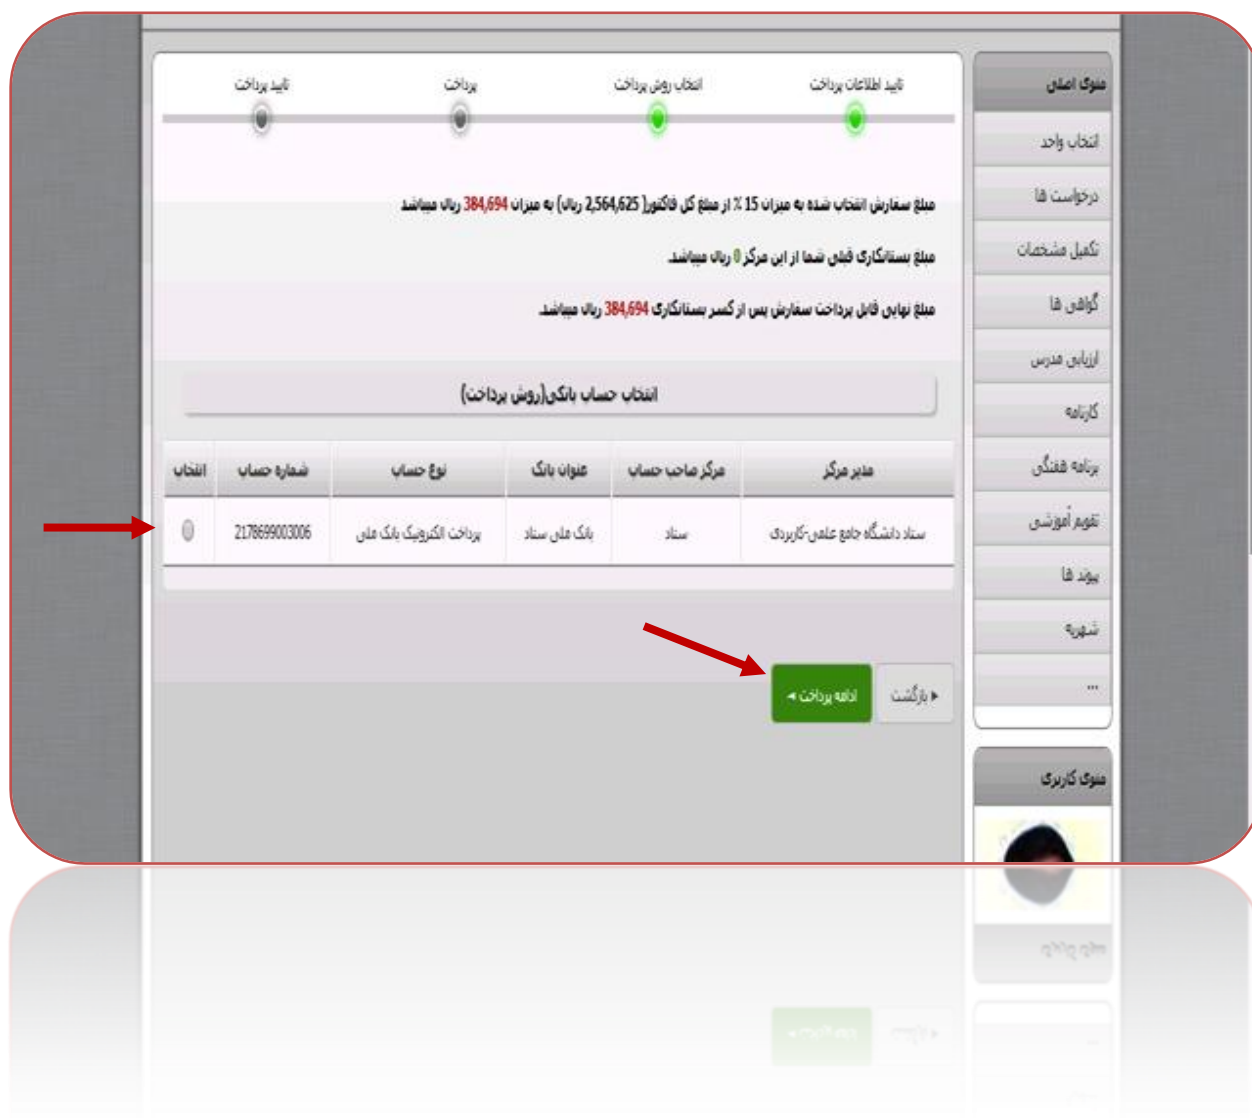 تایید اطلاعات پرداخت
انتخاب روش پرداخت
پرداخت
تایید پرداخت
مبلغ سفارش انتخاب شده به میزان 15 % از مبلغ کل فاکتور( 2,564,625 ریال) به میزان 384,694 ریال میباشد
مبلغ بستانکاری قبلی شما از این مرکز 0 ریال میباشد.
مبلغ نهایی قابل پرداخت سفارش پس از کسر بستانکاری 384,694 ریال میباشد.
انتخاب حساب بانکی(روش پرداخت)
مدیر مرکز	مرکز صاحب حساب	عنوان بانک	نوع حساب	شماره حساب	انتخاب
ستاد دانشگاه جامع علمی-کاربردی	ستاد	بانک ملی ستاد	پرداخت الکترونیک بانک ملی	2178699003006
◂ بازگشت
ادامه پرداخت ◂
منوی اصلی
انتخاب واحد
درخواست ها
تکمیل مشخصات
گواهی ها
ارزیابی مدرس
کارنامه
برنامه هفتگی
تقویم آموزشی
پیوند ها
شهریه
...
منوی کاربری